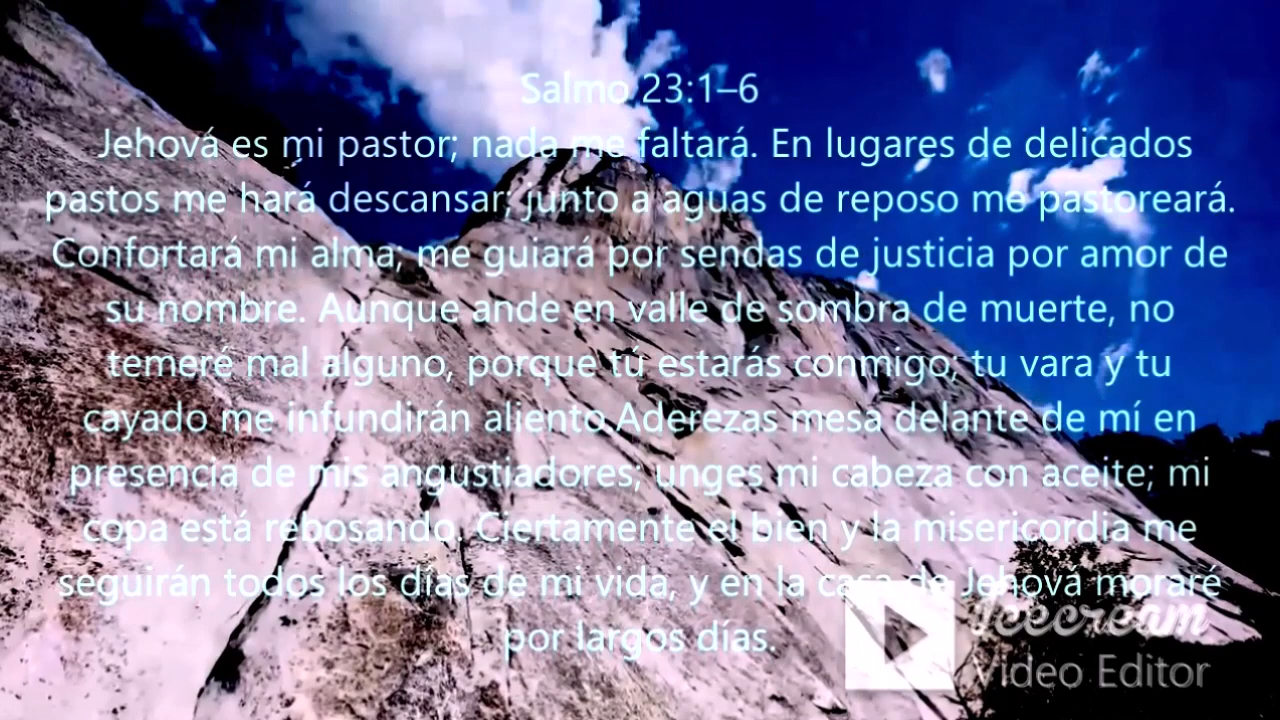 Salmo 23:1–6
Jehová es mi pastor; nada me faltará. En lugares de delicados
pastos me hará descansar; junto a aguas de reposo me pastoreará.
Confortará mi alma; me guiará por sendas de justicia por amor de
su nombre. Aunque ande en valle de sombra de muerte, no
temeré mal alguno, porque tú estarás conmigo; tu vara y tu
cayado me infundirán aliento.Aderezas mesa delante de mí en
presencia de mis angustiadores; unges mi cabeza con aceite; mi
copa está rebosando. Ciertamente el bien y la misericordia me
seguirán todos los días de mi vida, y en la casa de Jehová moraré
por largos días.
Icecream
Video Editor